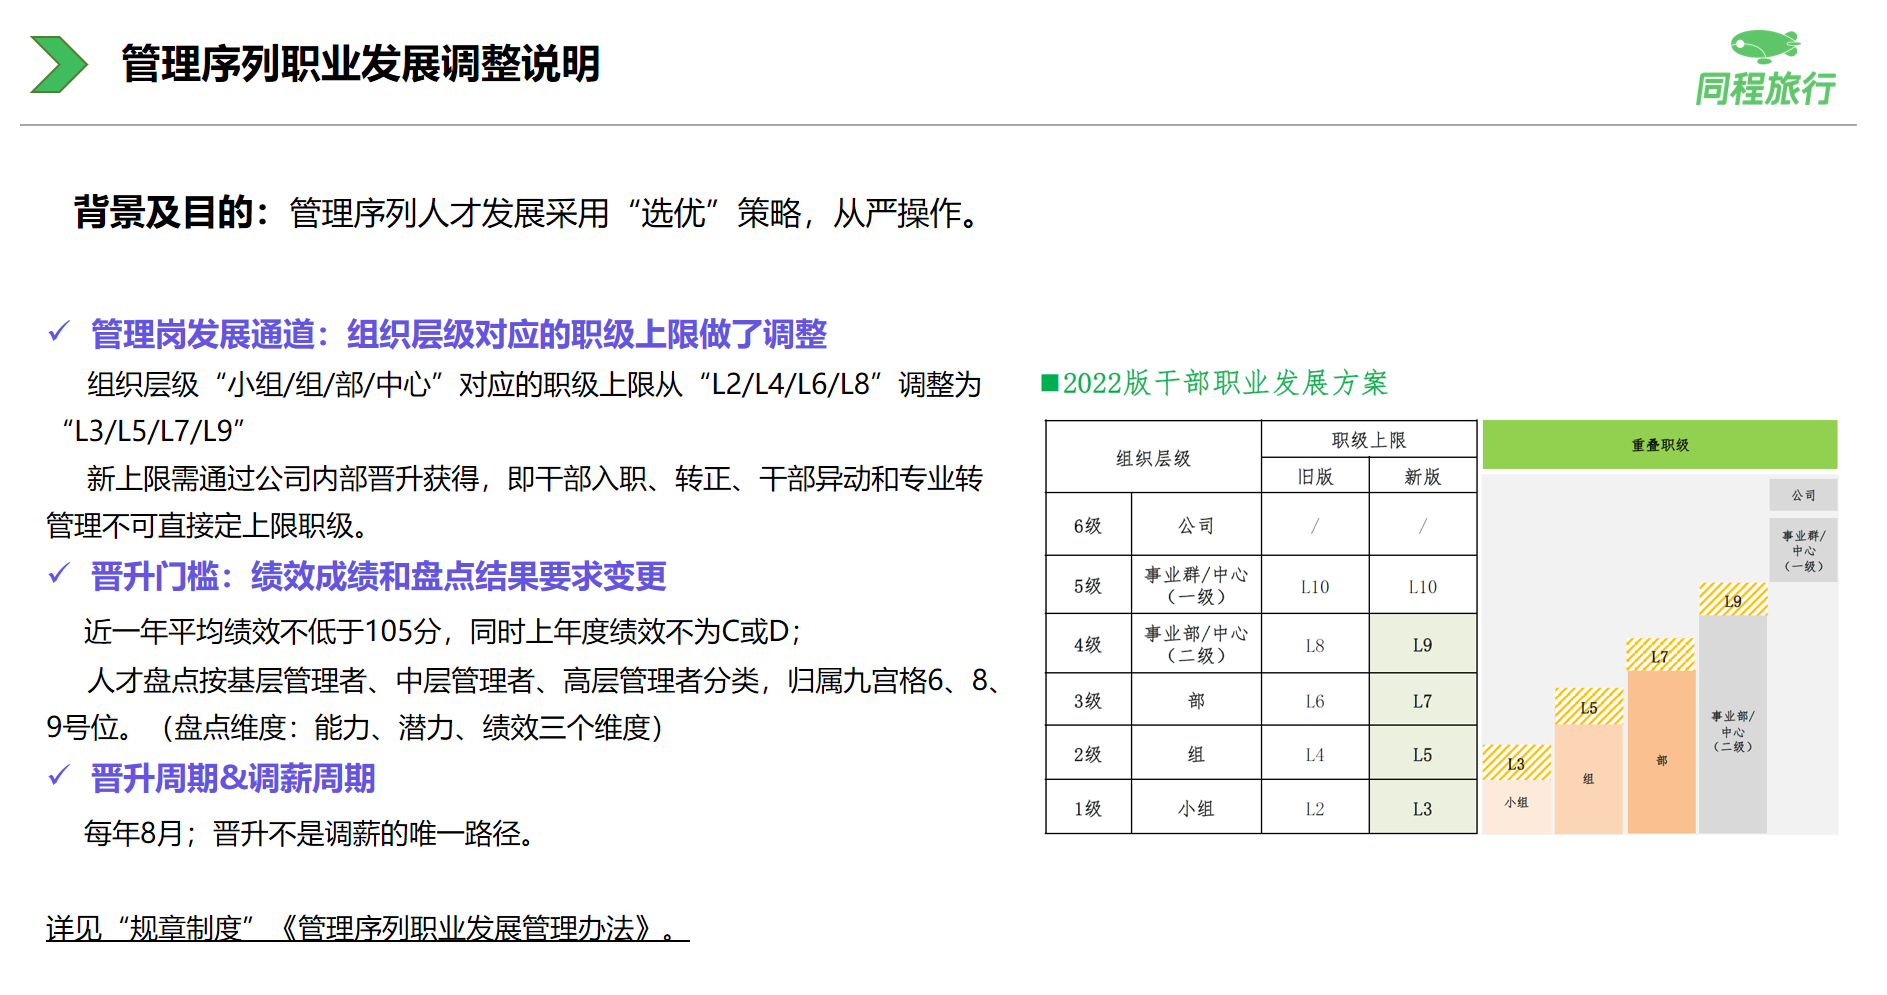 管理序列职业发展调整说明
同程旅行
背景及目的：管理序列人才发展采用“选优”策略，从严操作。
✓ 管理岗发展通道：组织层级对应的职级上限做了调整
组织层级“小组/组/部/中心”对应的职级上限从“L2/L4/L6/L8”调整为
“L3/L5/L7/L9”
新上限需通过公司内部晋升获得，即干部入职、转正、干部异动和专业转
管理不可直接定上限职级。
✓ 晋升门槛：绩效成绩和盘点结果要求变更
近一年平均绩效不低于105分，同时上年度绩效不为C或D；
人才盘点按基层管理者、中层管理者、高层管理者分类，归属九宫格6、8、
9号位。（盘点维度：能力、潜力、绩效三个维度）
✓ 晋升周期&调薪周期
每年8月；晋升不是调薪的唯一路径。
详见“规章制度”《管理序列职业发展管理办法》。
■2022版干部职业发展方案
组织层级 职级上限
旧版 新版
6级 公司 / /
5级 事业群/中心
（一级） L10 L10
4级 事业部/中心
（二级） L8 L9
3级 部 L6 L7
2级 组 L4 L5
1级 小组 L2 L3
重叠职级
公司
事业群/
中心
（一级）
L9
事业部/
中心
（二级）
L7
部
L5
组
L3
小组